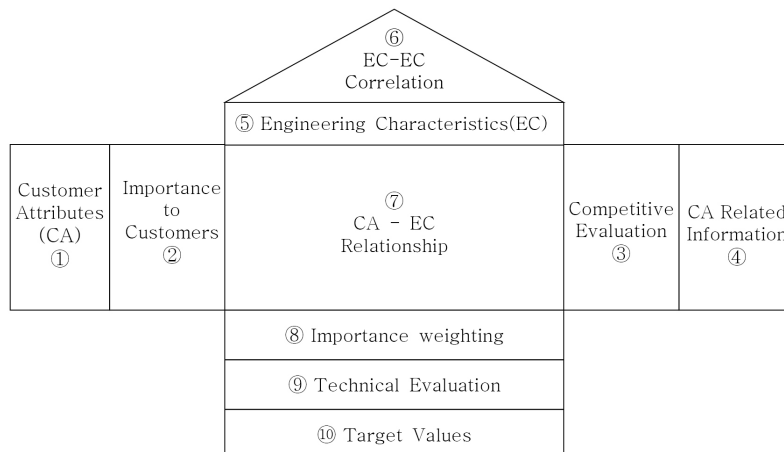 ⑥
EC-EC
Correlation
⑤ Engineering Characteristics(EC)
Customer
Attributes
(CA)
①
Importance
to
Customers
②
⑦
CA - EC
Relationship
Competitive
Evaluation
③
CA Related
Information
④
⑧ Importance weighting
⑨ Technical Evaluation
⑩ Target Values